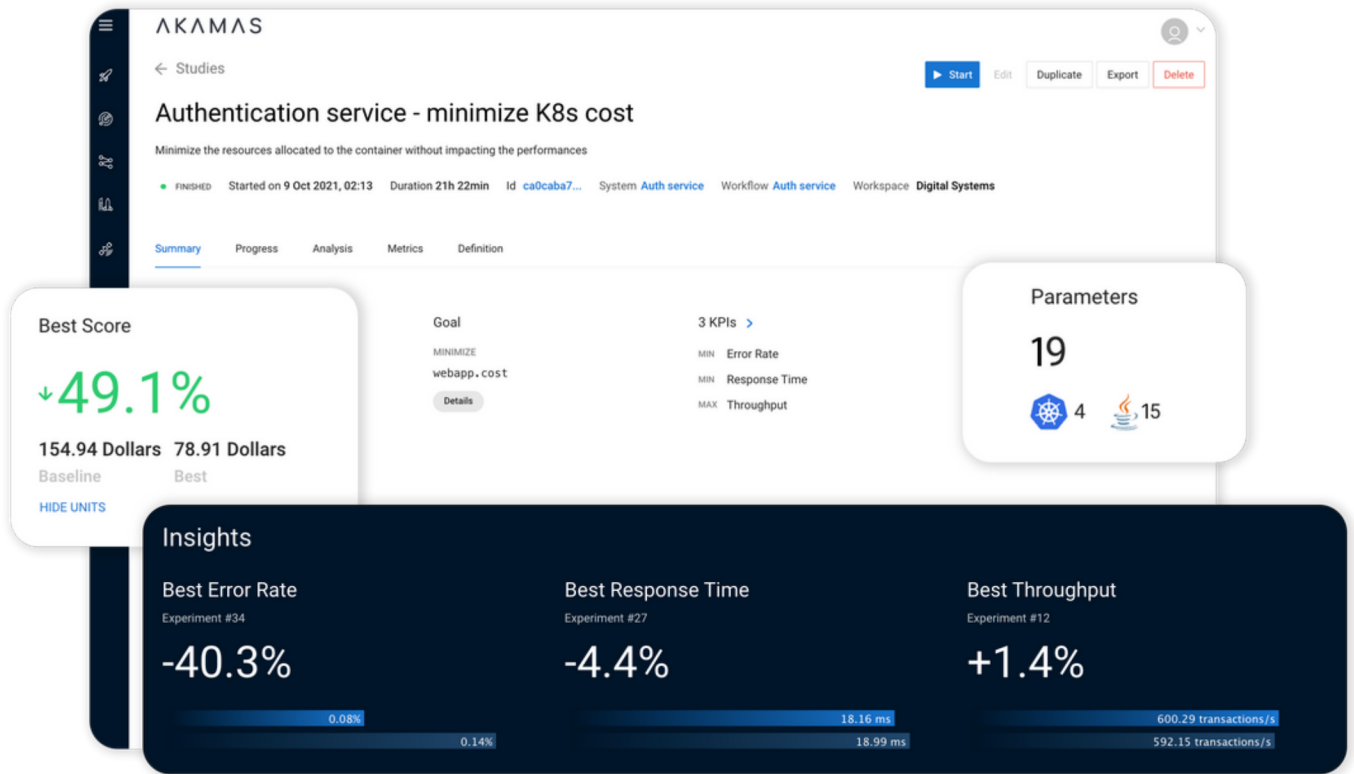 AKAMAS
Studies
Start Edit Duplicate Export Delete
Authentication service - minimize K8s cost
Minimize the resources allocated to the container without impacting the performances
FINISHED Started on 9 Oct 2021, 02:13 Duration 21h 22min Id ca0caba7... System Auth service Workflow Auth service Workspace Digital Systems
Summary Progress Analysis Metrics Definition
Best Score
49.1%
154.94 Dollars 78.91 Dollars
Baseline Best
HIDE UNITS
Goal
MINIMIZE
webapp.cost
Details
3 KPIs
MIN Error Rate
MIN Response Time
MAX Throughput
Parameters
19
4 15
Insights
Best Error Rate
Experiment #34
-40.3%
0.08%
0.14%
Best Response Time
Experiment #27
-4.4%
18.16 ms
18.99 ms
Best Throughput
Experiment #12
+1.4%
600.29 transactions/s
592.15 transactions/s